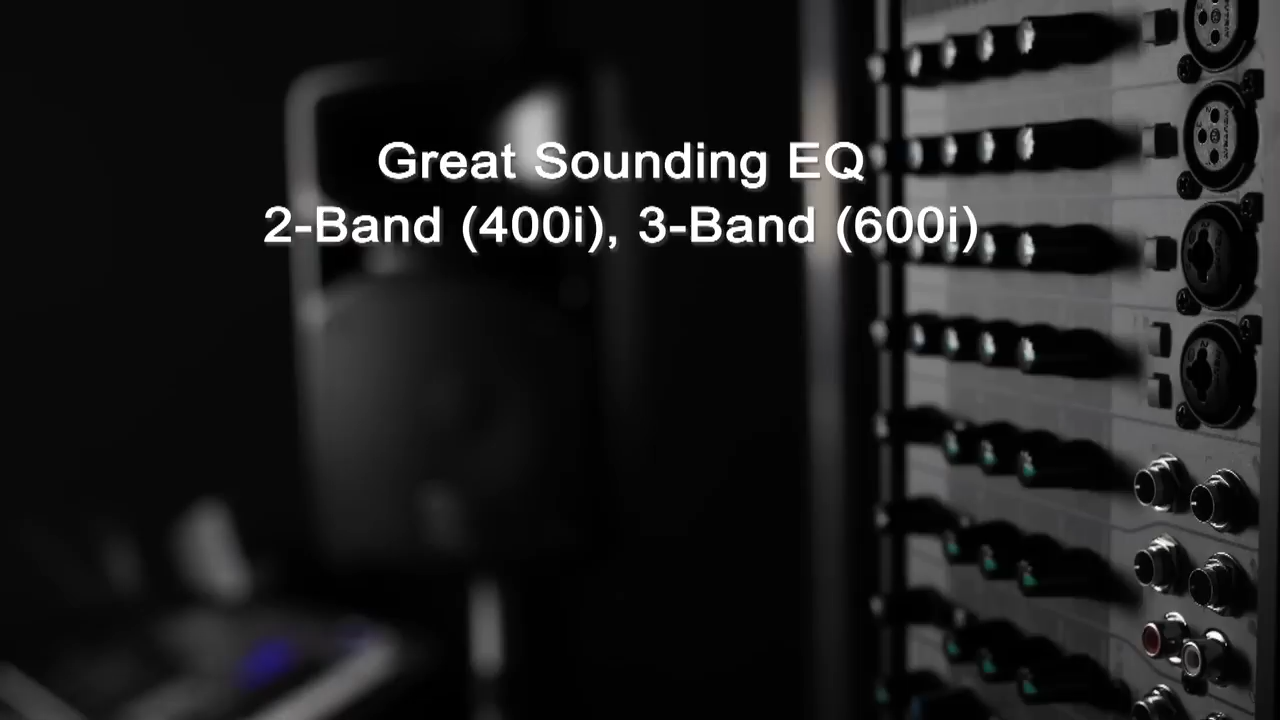 Great Sounding EQ
2-Band (400i), 3-Band (600i)